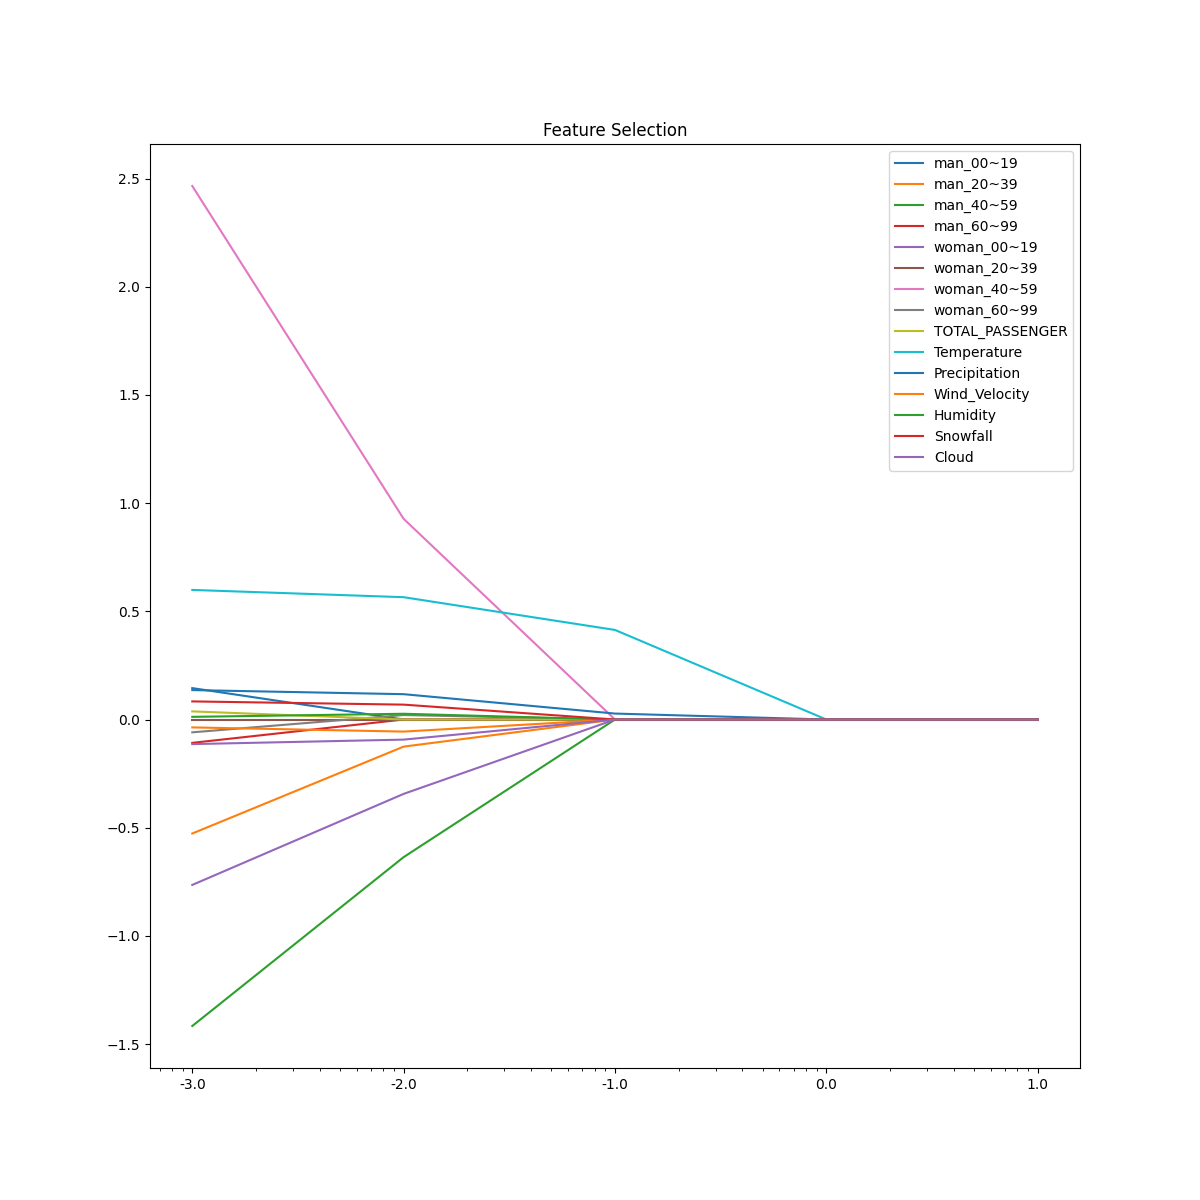 Feature Selection
2.5
2.0
1.5
1.0
0.5
0.0
−0.5
−1.0
−1.5
-3.0
-2.0
-1.0
0.0
1.0
man_00~19
man_20~39
man_40~59
man_60~99
woman_00~19
woman_20~39
woman_40~59
woman_60~99
TOTAL_PASSENGER
Temperature
Precipitation
Wind_Velocity
Humidity
Snowfall
Cloud